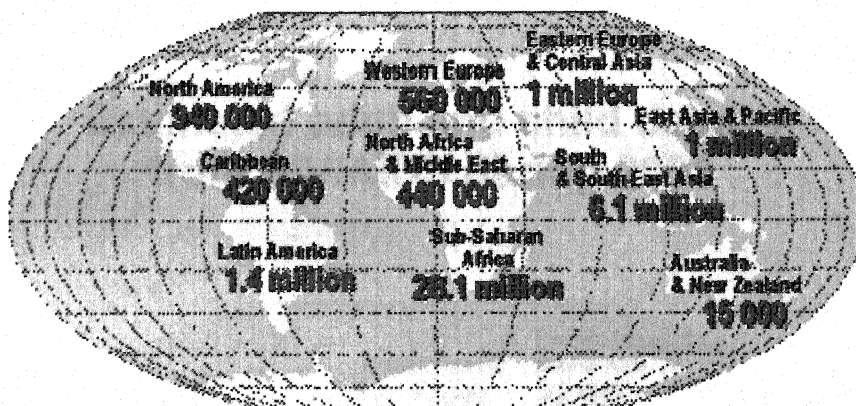 Eastern Europe
& Central Asia
1 million
Western Europe
560 000
North America
940 000
East Asia & Pacific
1 million
North Africa
& Middle East
440 000
Caribbean
420 000
South
& South-East Asia
6.1 million
Sub-Saharan
Africa
28.1 million
Latin America
1.4 million
Australia
& New Zealand
15 000